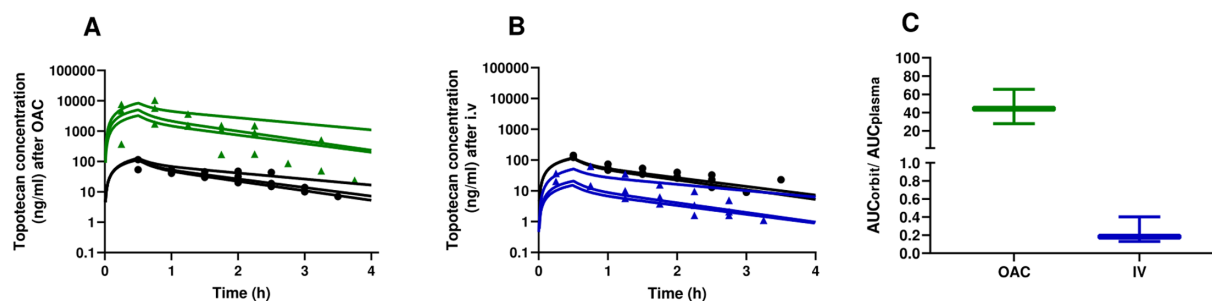 A
Topotecan concentration
(ng/ml) after OAC
100000
10000
1000
100
10
1
0.1
0
1
2
3
4
Time (h)
B
Topotecan concentration
(ng/ml) after i.v
100000
10000
1000
100
10
1
0.1
0
1
2
3
4
Time (h)
C
AUCorbit/ AUCplasma
100
80
60
40
20
1.0
0.8
0.6
0.4
0.2
0.0
OAC
IV